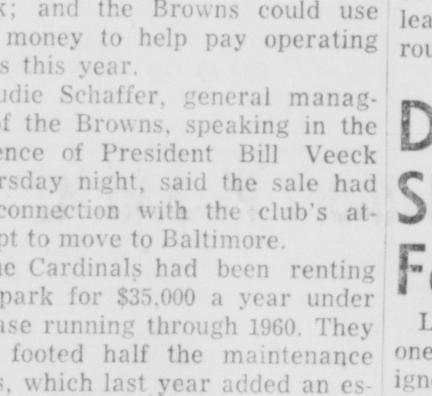 ; and the Browns could use
money to help pay operating
s this year.
udie Schaffer, general manag-
of the Browns, speaking in the
ence of President Bill Veeck
rsday night, said the sale had
connection with the club's at-
pt to move to Baltimore.
e Cardinals had been renting
park for $35,000 a year under
ase running through 1960. They
footed half the maintenance
s, which last year added an es-
lea
rou
D
S
F
L
one
ign